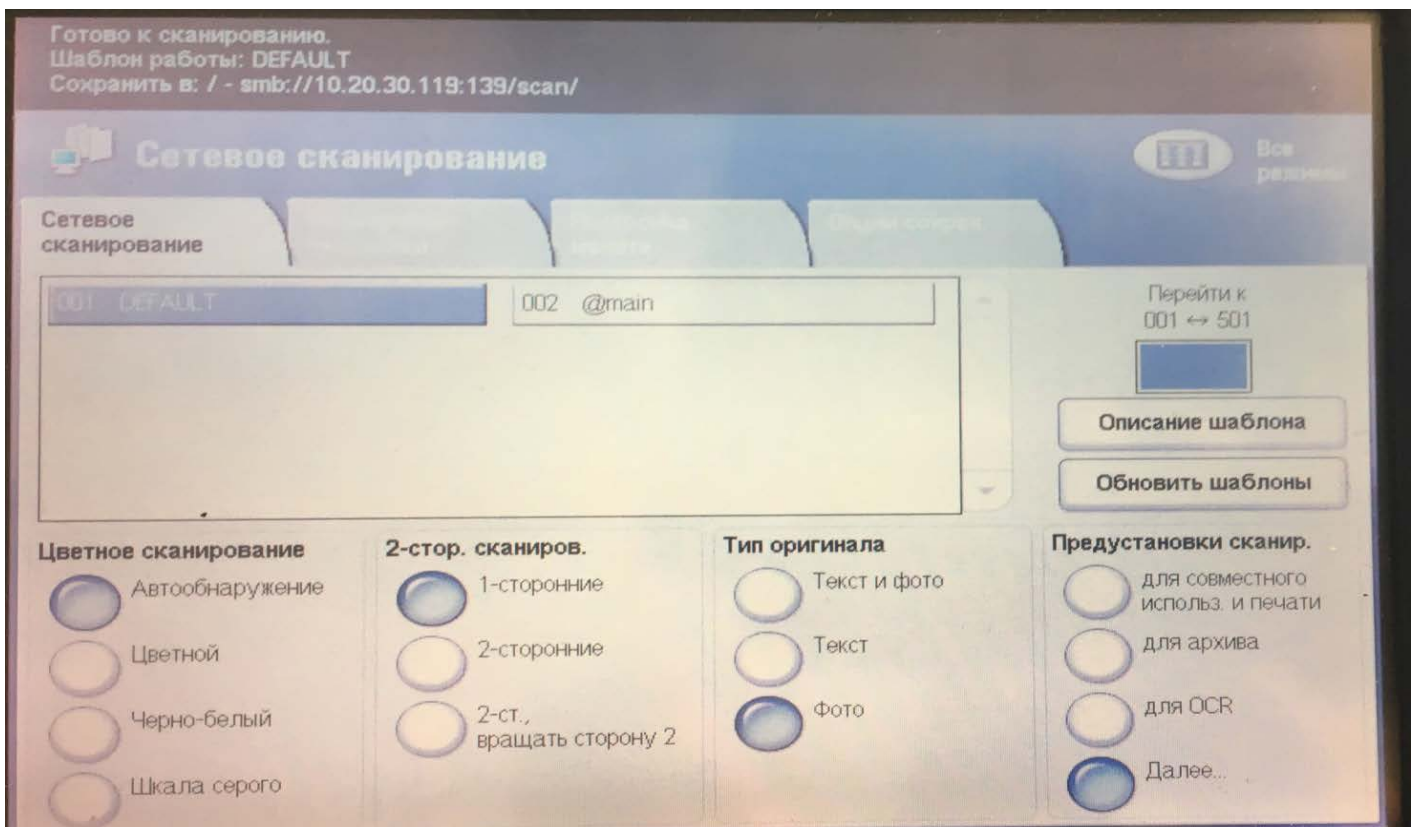 Готово к сканированию.
Шаблон работы: DEFAULT
Сохранить в: / - smb://10.20.30.119:139/scan/
Сетевое сканирование
Все
режимы
Сетевое
сканирование
001 DEFAULT
002 @main
Перейти к
001 ↔ 501
Описание шаблона
Обновить шаблоны
Цветное сканирование
Автообнаружение
Цветной
Черно-белый
Шкала серого
2-стор. сканиров.
1-сторонние
2-сторонние
2-ст.,
вращать сторону 2
Тип оригинала
Текст и фото
Текст
Фото
Предустановки сканир.
для совместного
использ. и печати
для архива
для OCR
Далее...